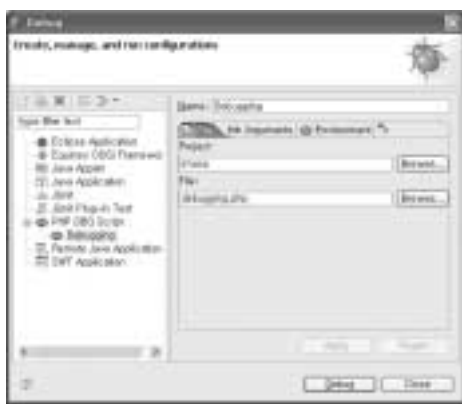 Debug
Create, manage, and run configurations
Name: Debugging
type filter text
Arguments
Environment
Eclipse Application
Equinox OSGi Framework
Java Applet
Java Application
JUnit
JUnit Plug-in Test
PHP DBG Script
Debugging
Remote Java Application
SWT Application
Project:
Browse...
File:
debugging.php
Browse...
Apply
Revert
Debug
Close